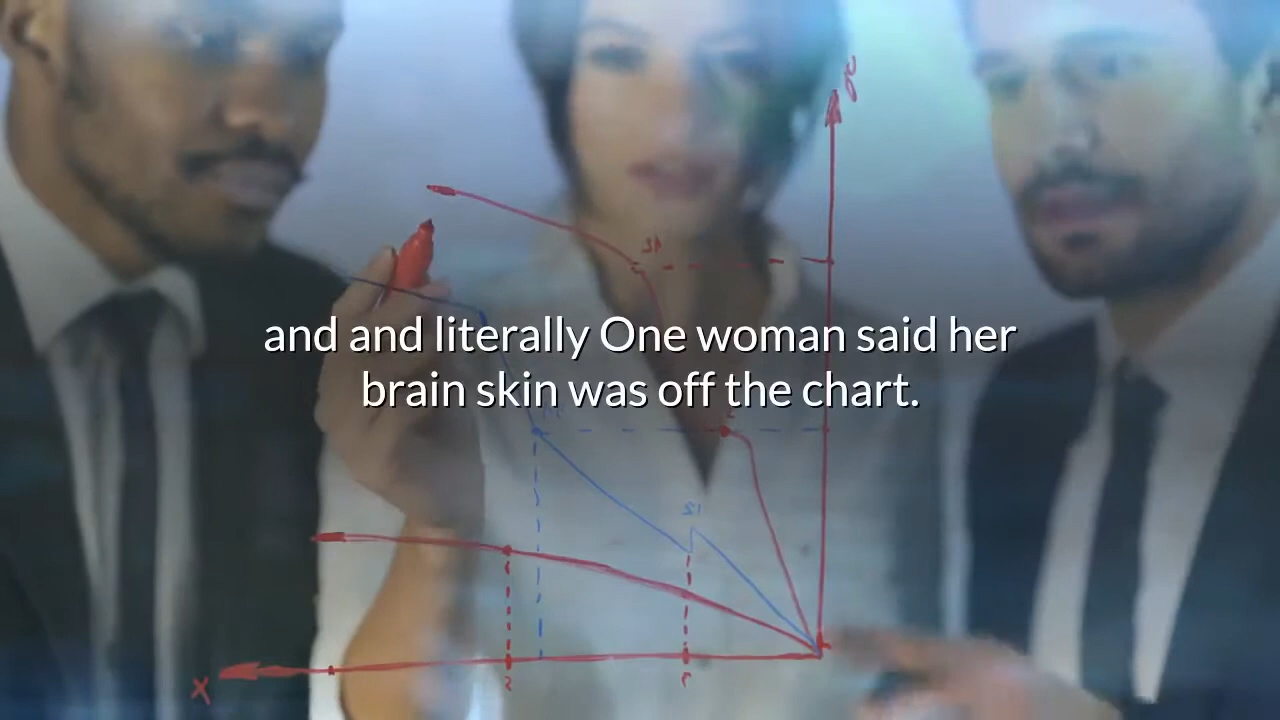 and and literally One woman said her
brain skin was off the chart.
X